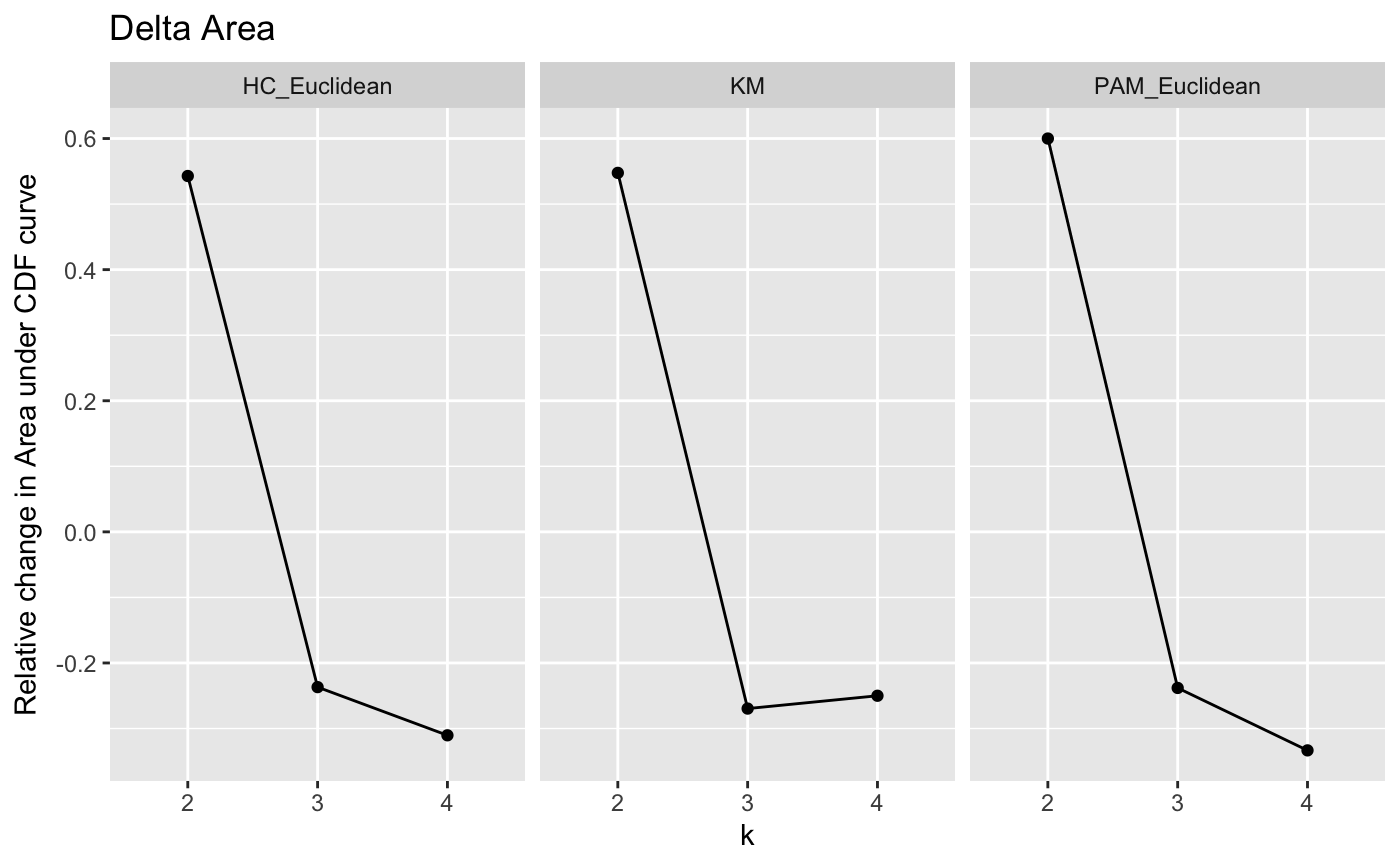 Delta Area
HC_Euclidean
KM
PAM_Euclidean
Relative change in Area under CDF curve
0.6
0.4
0.2
0.0
-0.2
2 3 4
2 3 4
2 3 4
k